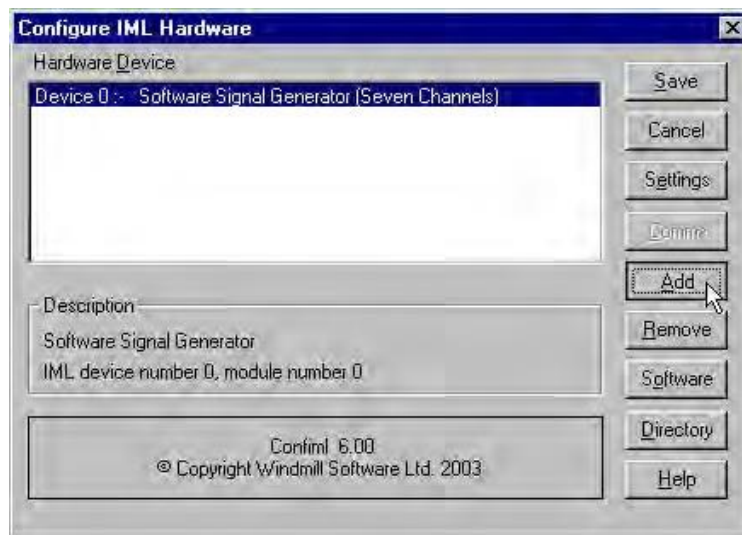 Configure IML Hardware
Hardware Device
Device 0 :- Software Signal Generator (Seven Channels)
Save
Cancel
Settings
Comms
Add
Remove
Software
Directory
Help
Description
Software Signal Generator
IML device number 0, module number 0
Confiml 6.00
© Copyright Windmill Software Ltd. 2003